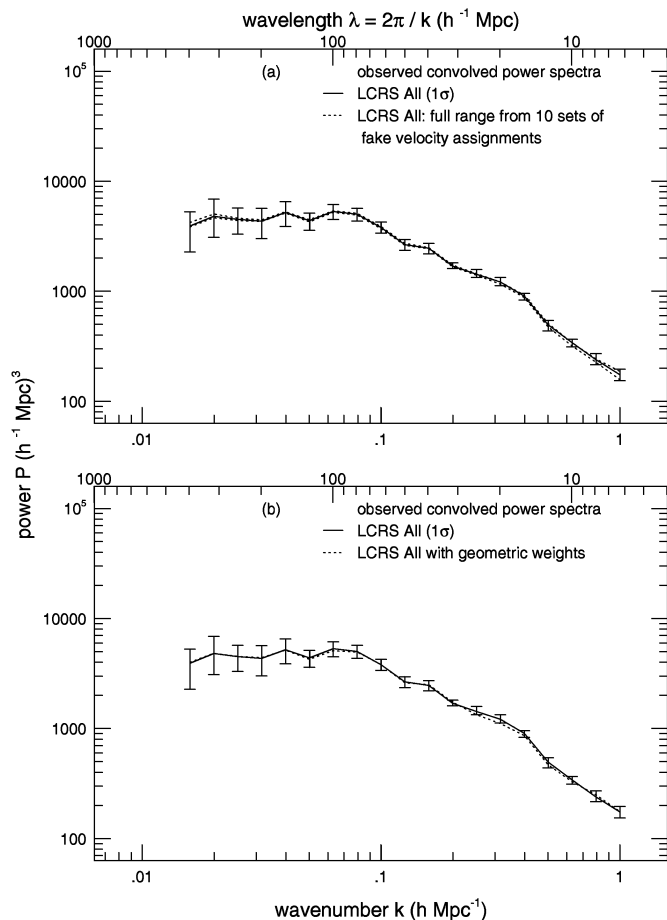 wavelength λ = 2π / k (h⁻¹ Mpc)
1000 100 10
(a) observed convolved power spectra
LCRS All (1σ)
LCRS All: full range from 10 sets of
fake velocity assignments
10⁵
10000
1000
100
.01 .1 1
power P (h⁻¹ Mpc)³
1000 100 10
(b) observed convolved power spectra
LCRS All (1σ)
LCRS All with geometric weights
10⁵
10000
1000
100
.01 .1 1
wavenumber k (h Mpc⁻¹)